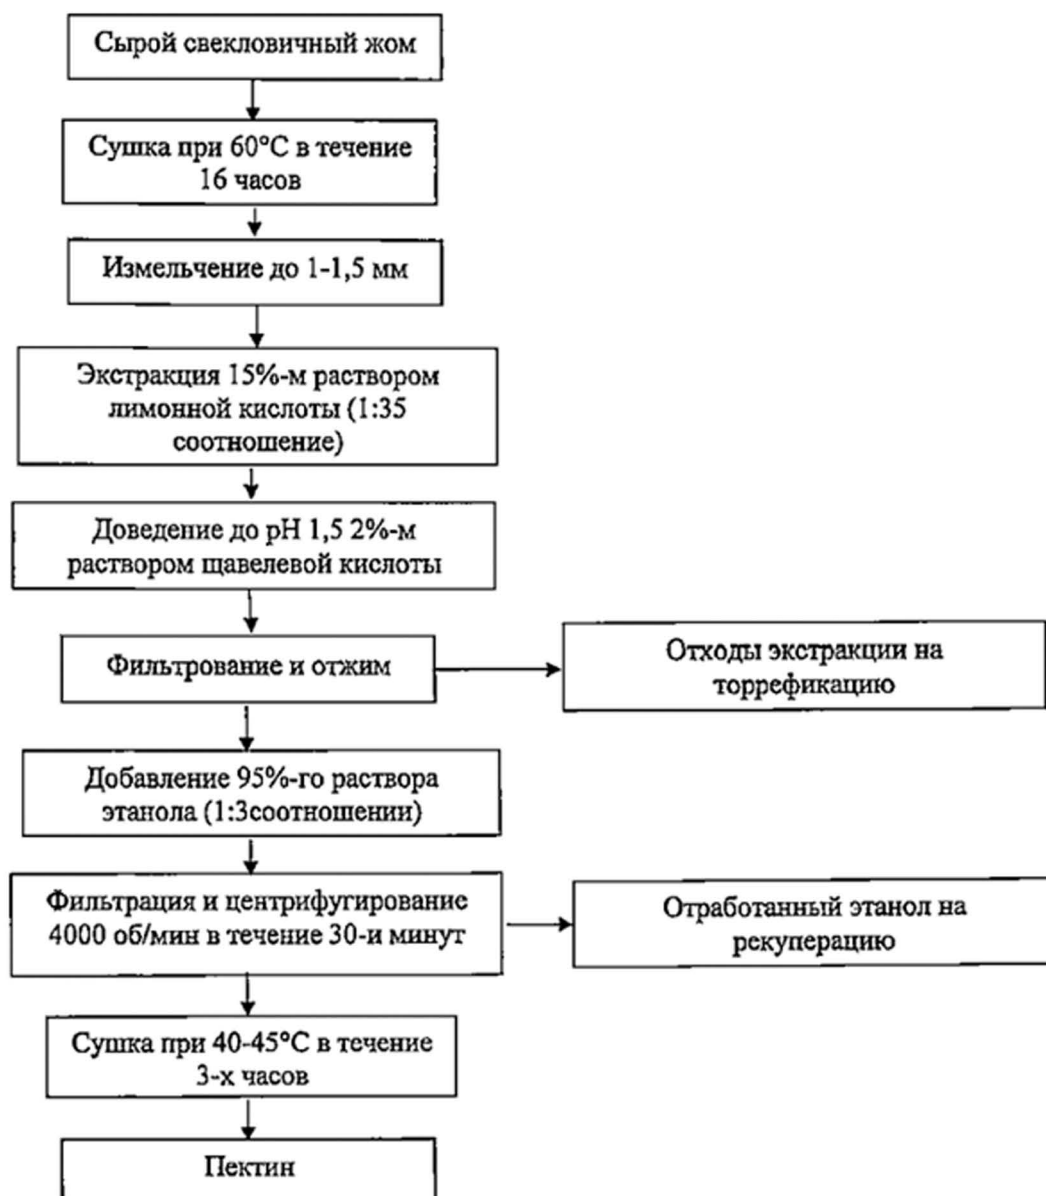 Сырой свекловичный жом
Сушка при 60°С в течение
16 часов
Измельчение до 1-1,5 мм
Экстракция 15%-м раствором
лимонной кислоты (1:35
соотношение)
Доведение до рН 1,5 2%-м
раствором щавелевой кислоты
Фильтрование и отжим
Отходы экстракции на
торрефикацию
Добавление 95%-го раствора
этанола (1:3соотношении)
Фильтрация и центрифугирование
4000 об/мин в течение 30-и минут
Отработанный этанол на
рекуперацию
Сушка при 40-45°С в течение
3-х часов
Пектин